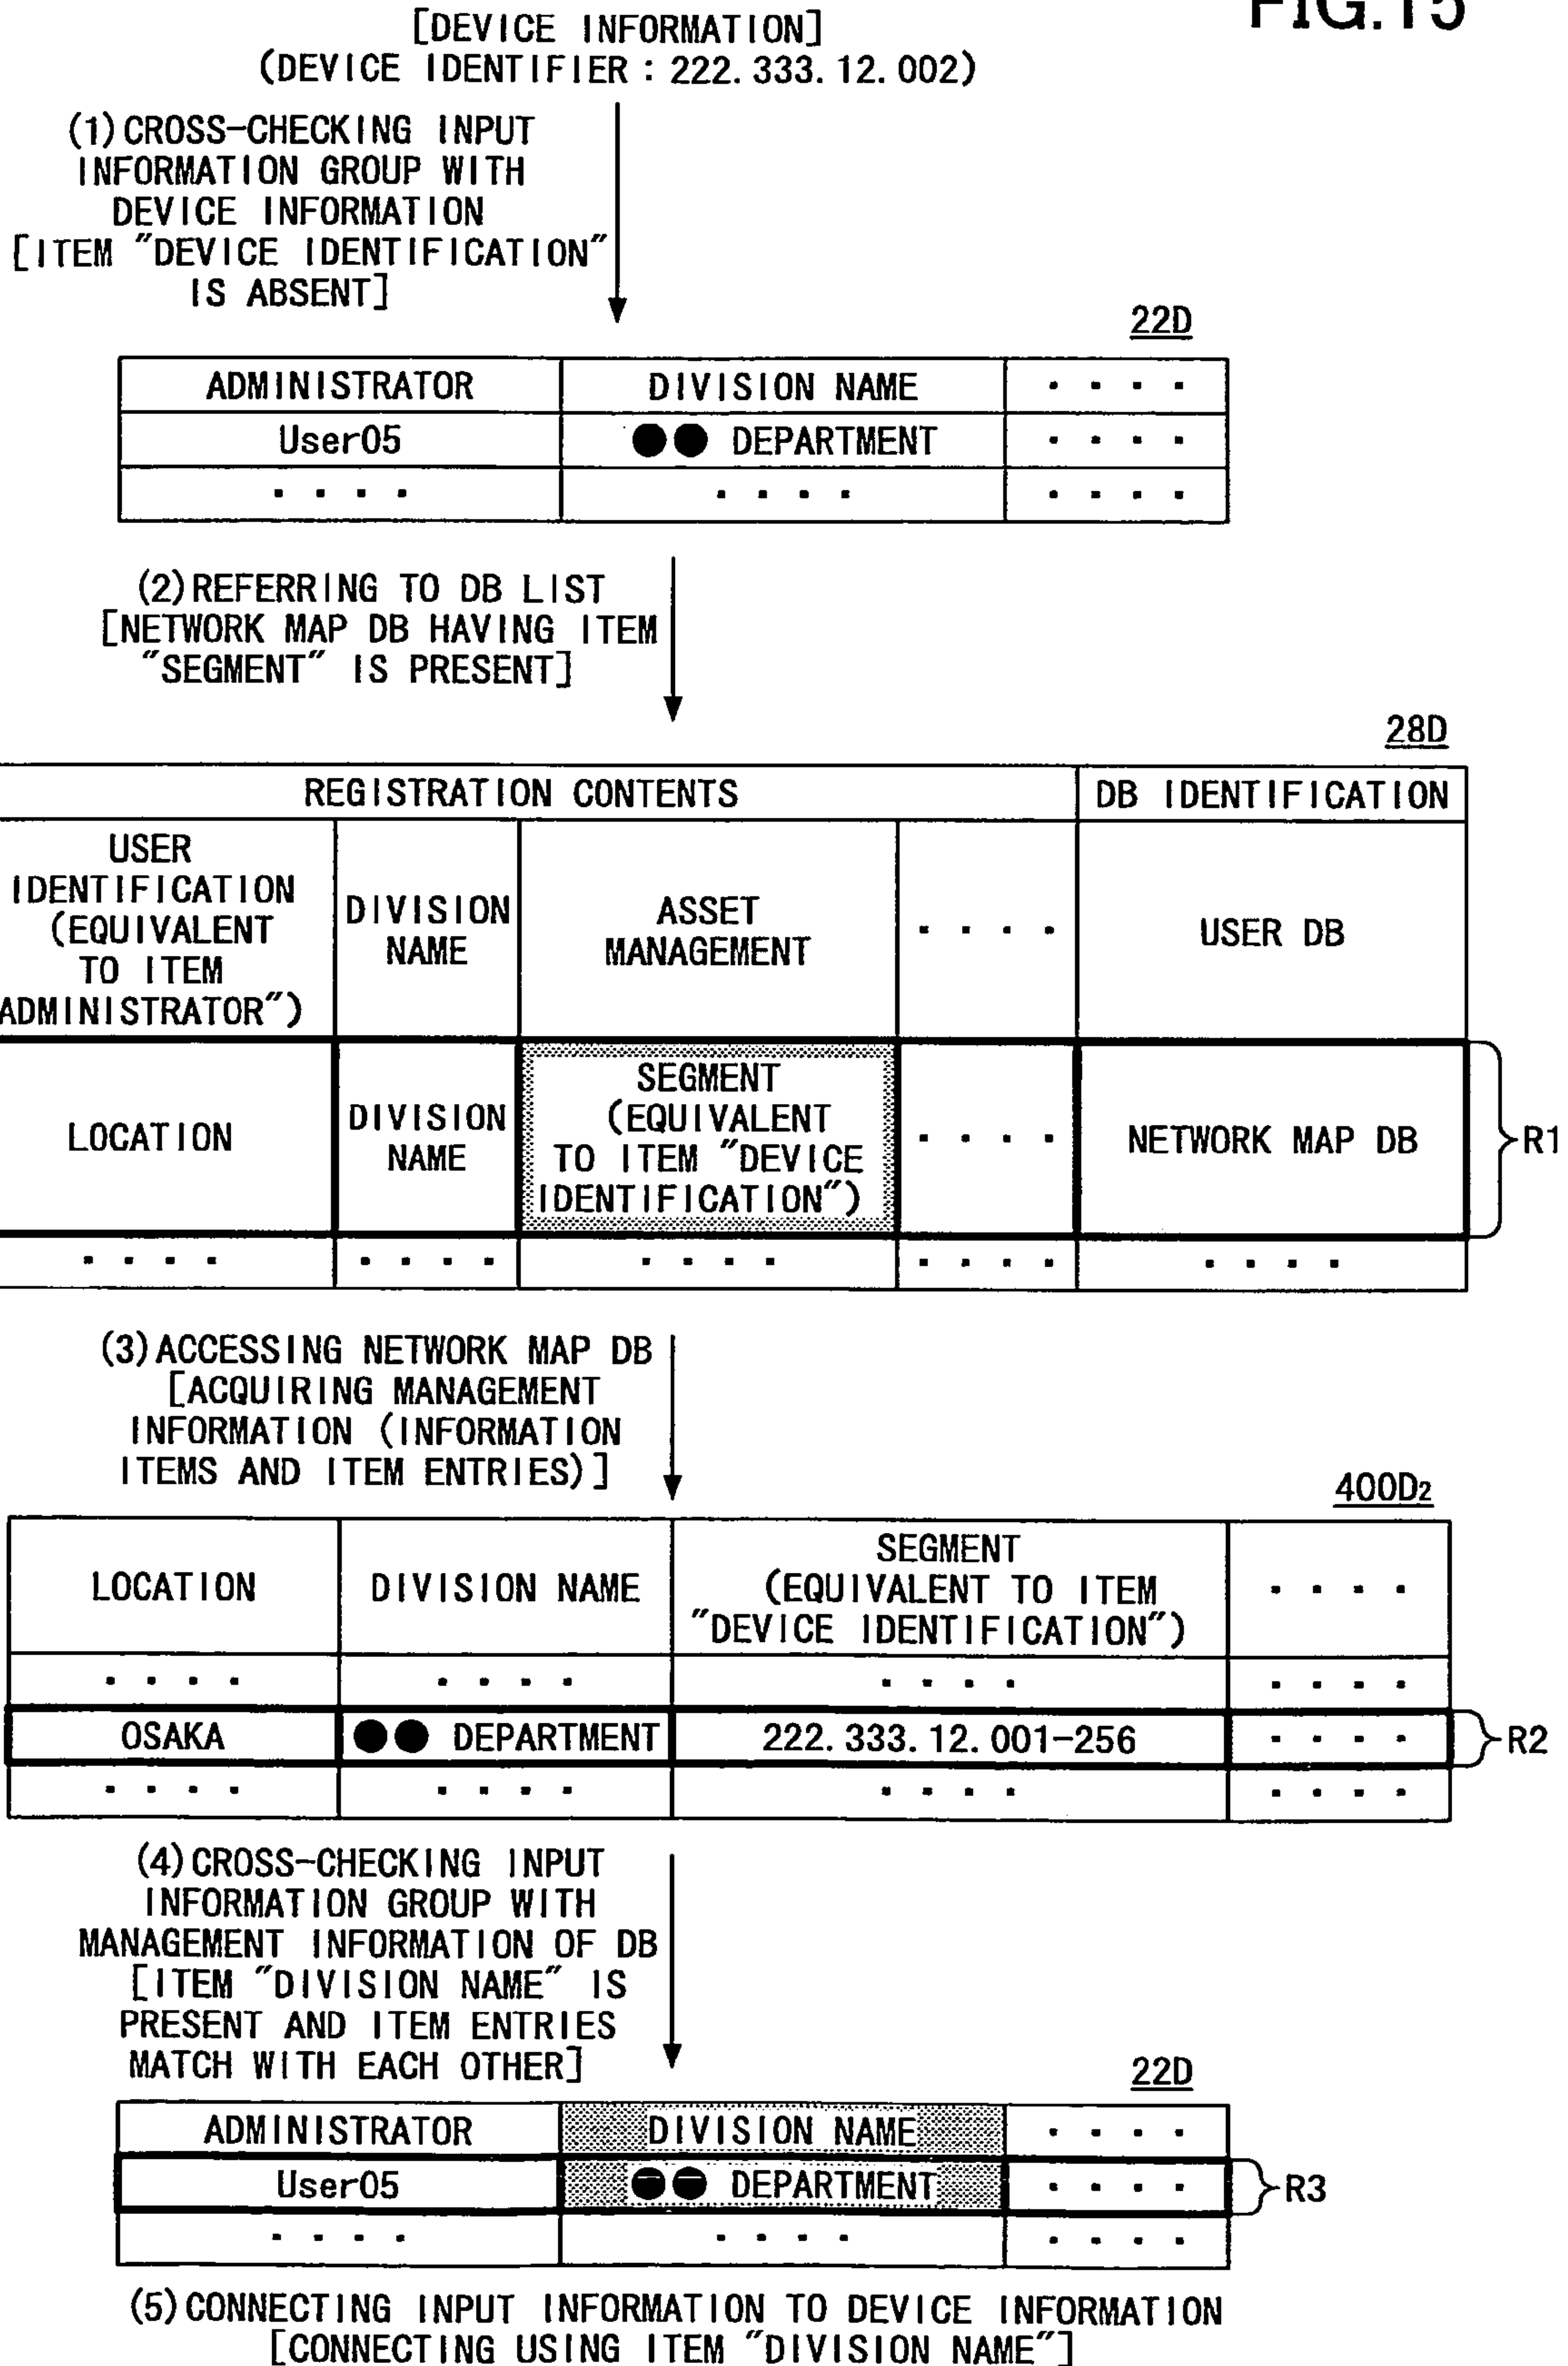 FIG.15
[DEVICE INFORMATION]
(DEVICE IDENTIFIER : 222.333.12.002)
(1)CROSS-CHECKING INPUT
INFORMATION GROUP WITH
DEVICE INFORMATION
[ITEM "DEVICE IDENTIFICATION"
IS ABSENT]
22D
ADMINISTRATOR DIVISION NAME ....
User05 ●● DEPARTMENT ....
.... .... ....
(2)REFERRING TO DB LIST
[NETWORK MAP DB HAVING ITEM
"SEGMENT" IS PRESENT]
28D
REGISTRATION CONTENTS DB IDENTIFICATION
USER
IDENTIFICATION
(EQUIVALENT
TO ITEM
ADMINISTRATOR")
DIVISION
NAME
ASSET
MANAGEMENT
....
USER DB
LOCATION
DIVISION
NAME
SEGMENT
(EQUIVALENT
TO ITEM "DEVICE
IDENTIFICATION")
....
NETWORK MAP DB
R1
.... .... .... .... ....
(3)ACCESSING NETWORK MAP DB
[ACQUIRING MANAGEMENT
INFORMATION (INFORMATION
ITEMS AND ITEM ENTRIES)]
400D2
LOCATION
DIVISION NAME
SEGMENT
(EQUIVALENT TO ITEM
"DEVICE IDENTIFICATION")
....
.... .... .... ....
OSAKA ●● DEPARTMENT 222.333.12.001-256 .... R2
.... .... .... ....
(4)CROSS-CHECKING INPUT
INFORMATION GROUP WITH
MANAGEMENT INFORMATION OF DB
[ITEM "DIVISION NAME" IS
PRESENT AND ITEM ENTRIES
MATCH WITH EACH OTHER]
22D
ADMINISTRATOR DIVISION NAME ....
User05 ●● DEPARTMENT .... R3
.... .... ....
(5)CONNECTING INPUT INFORMATION TO DEVICE INFORMATION
[CONNECTING USING ITEM "DIVISION NAME"]